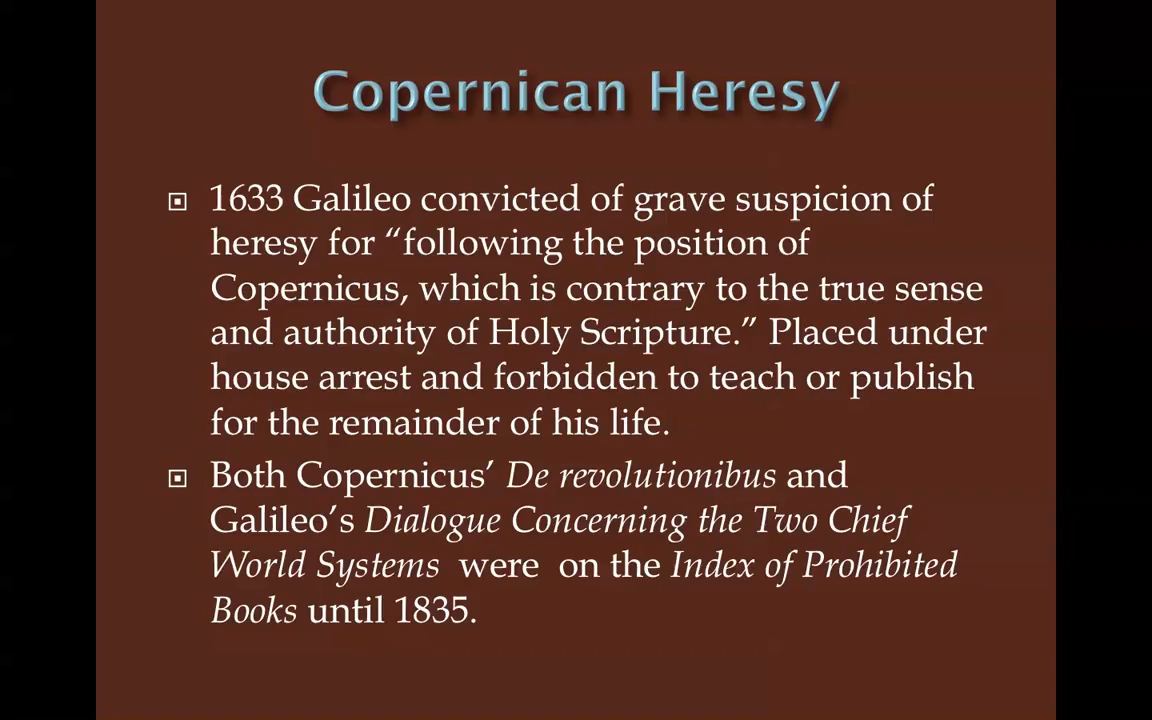 Copernican Heresy
1633 Galileo convicted of grave suspicion of
heresy for “following the position of
Copernicus, which is contrary to the true sense
and authority of Holy Scripture.” Placed under
house arrest and forbidden to teach or publish
for the remainder of his life.
Both Copernicus’ De revolutionibus and
Galileo’s Dialogue Concerning the Two Chief
World Systems were on the Index of Prohibited
Books until 1835.